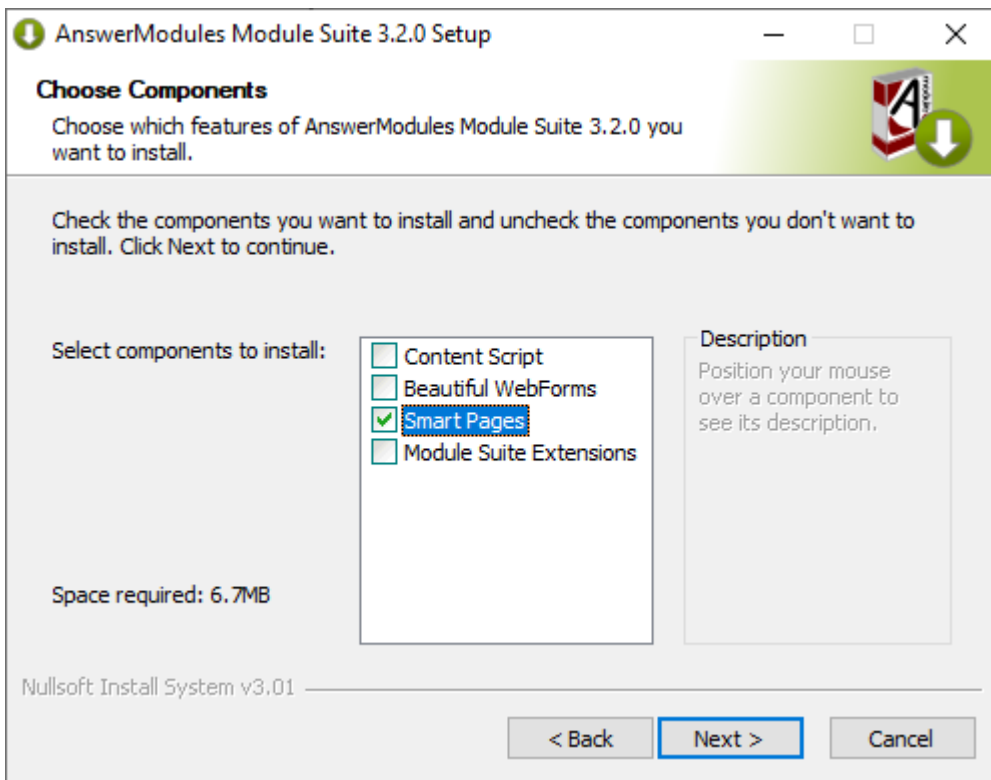 AnswerModules Module Suite 3.2.0 Setup
Choose Components
Choose which features of AnswerModules Module Suite 3.2.0 you
want to install.
Check the components you want to install and uncheck the components you don't want to
install. Click Next to continue.
Select components to install:
Content Script
Beautiful WebForms
Smart Pages
Module Suite Extensions
Description
Position your mouse
over a component to
see its description.
Space required: 6.7MB
Nullsoft Install System v3.01
< Back
Next >
Cancel